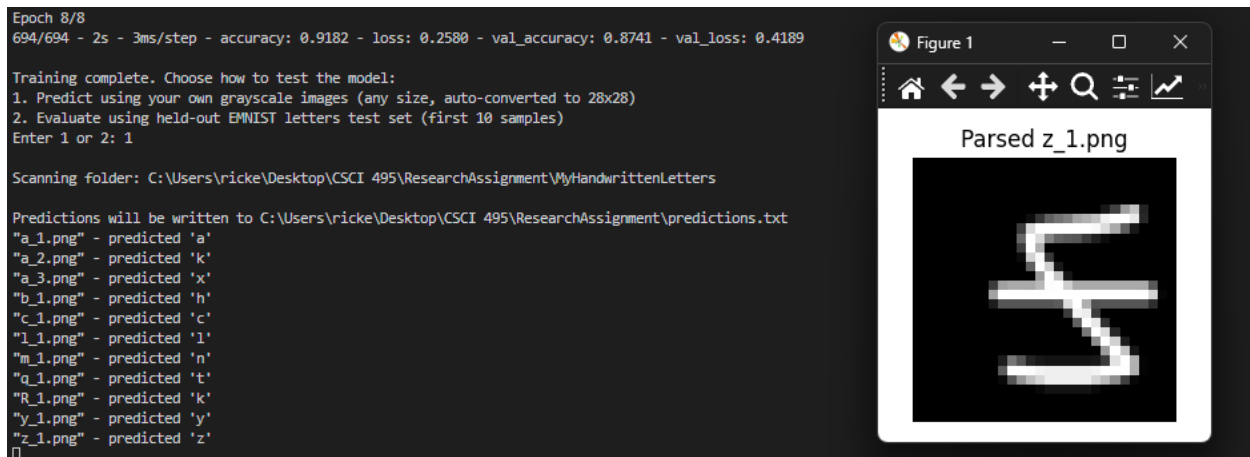 Epoch 8/8
694/694 - 2s - 3ms/step - accuracy: 0.9182 - loss: 0.2580 - val_accuracy: 0.8741 - val_loss: 0.4189
Training complete. Choose how to test the model:
1. Predict using your own grayscale images (any size, auto-converted to 28x28)
2. Evaluate using held-out EMNIST letters test set (first 10 samples)
Enter 1 or 2: 1
Scanning folder: C:\Users\ricke\Desktop\CSCI 495\ResearchAssignment\MyHandwrittenLetters
Predictions will be written to C:\Users\ricke\Desktop\CSCI 495\ResearchAssignment\predictions.txt
"a_1.png" - predicted 'a'
"a_2.png" - predicted 'k'
"a_3.png" - predicted 'x'
"b_1.png" - predicted 'h'
"c_1.png" - predicted 'c'
"l_1.png" - predicted 'l'
"m_1.png" - predicted 'n'
"q_1.png" - predicted 't'
"R_1.png" - predicted 'k'
"y_1.png" - predicted 'y'
"z_1.png" - predicted 'z'
Figure 1
Parsed z_1.png